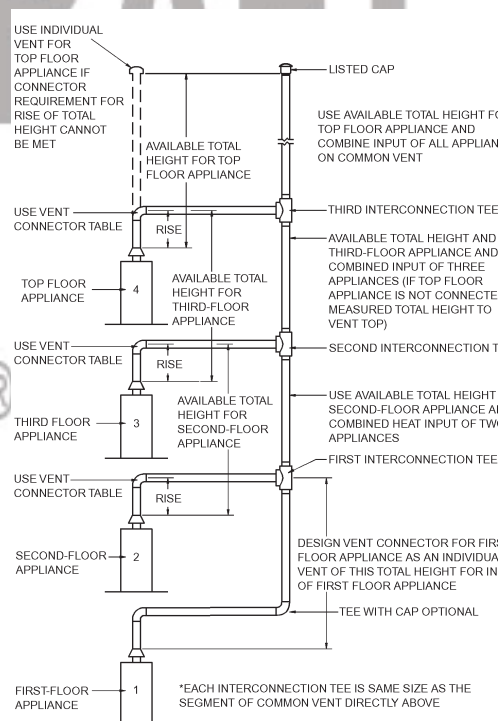 USE INDIVIDUAL
VENT FOR
TOP FLOOR
APPLIANCE IF
CONNECTOR
REQUIREMENT FOR
RISE OF TOTAL
HEIGHT CANNOT
BE MET
LISTED CAP
USE AVAILABLE TOTAL HEIGHT
TOP FLOOR APPLIANCE AND
COMBINE INPUT OF ALL
ON COMMON VENT
AVAILABLE TOTAL
HEIGHT FOR TOP
FLOOR APPLIANCE
USE VENT
CONNECTOR TABLE
RISE
THIRD INTERCONNECTION TEE
AVAILABLE TOTAL HEIGHT AND
THIRD-FLOOR APPLIANCE AND
COMBINED INPUT OF THREE
APPLIANCES (IF TOP FLOOR
APPLIANCE IS NOT
MEASURED TOTAL HEIGHT TO
VENT TOP)
TOP FLOOR
APPLIANCE
4
AVAILABLE TOTAL
HEIGHT FOR
THIRD-FLOOR
APPLIANCE
USE VENT
CONNECTOR TABLE
RISE
SECOND INTERCONNECTION
THIRD FLOOR
APPLIANCE
3
AVAILABLE TOTAL
HEIGHT FOR
SECOND-FLOOR
APPLIANCE
USE AVAILABLE TOTAL HEIGHT
SECOND-FLOOR APPLIANCE
COMBINED HEAT INPUT OF
APPLIANCES
FIRST INTERCONNECTION TEE
USE VENT
CONNECTOR TABLE
RISE
SECOND-FLOOR
APPLIANCE
2
DESIGN VENT CONNECTOR FOR
FLOOR APPLIANCE AS AN
VENT OF THIS TOTAL HEIGHT FOR
OF FIRST FLOOR APPLIANCE
TEE WITH CAP OPTIONAL
FIRST-FLOOR
APPLIANCE
1
*EACH INTERCONNECTION TEE IS SAME SIZE AS THE
SEGMENT OF COMMON VENT DIRECTLY ABOVE